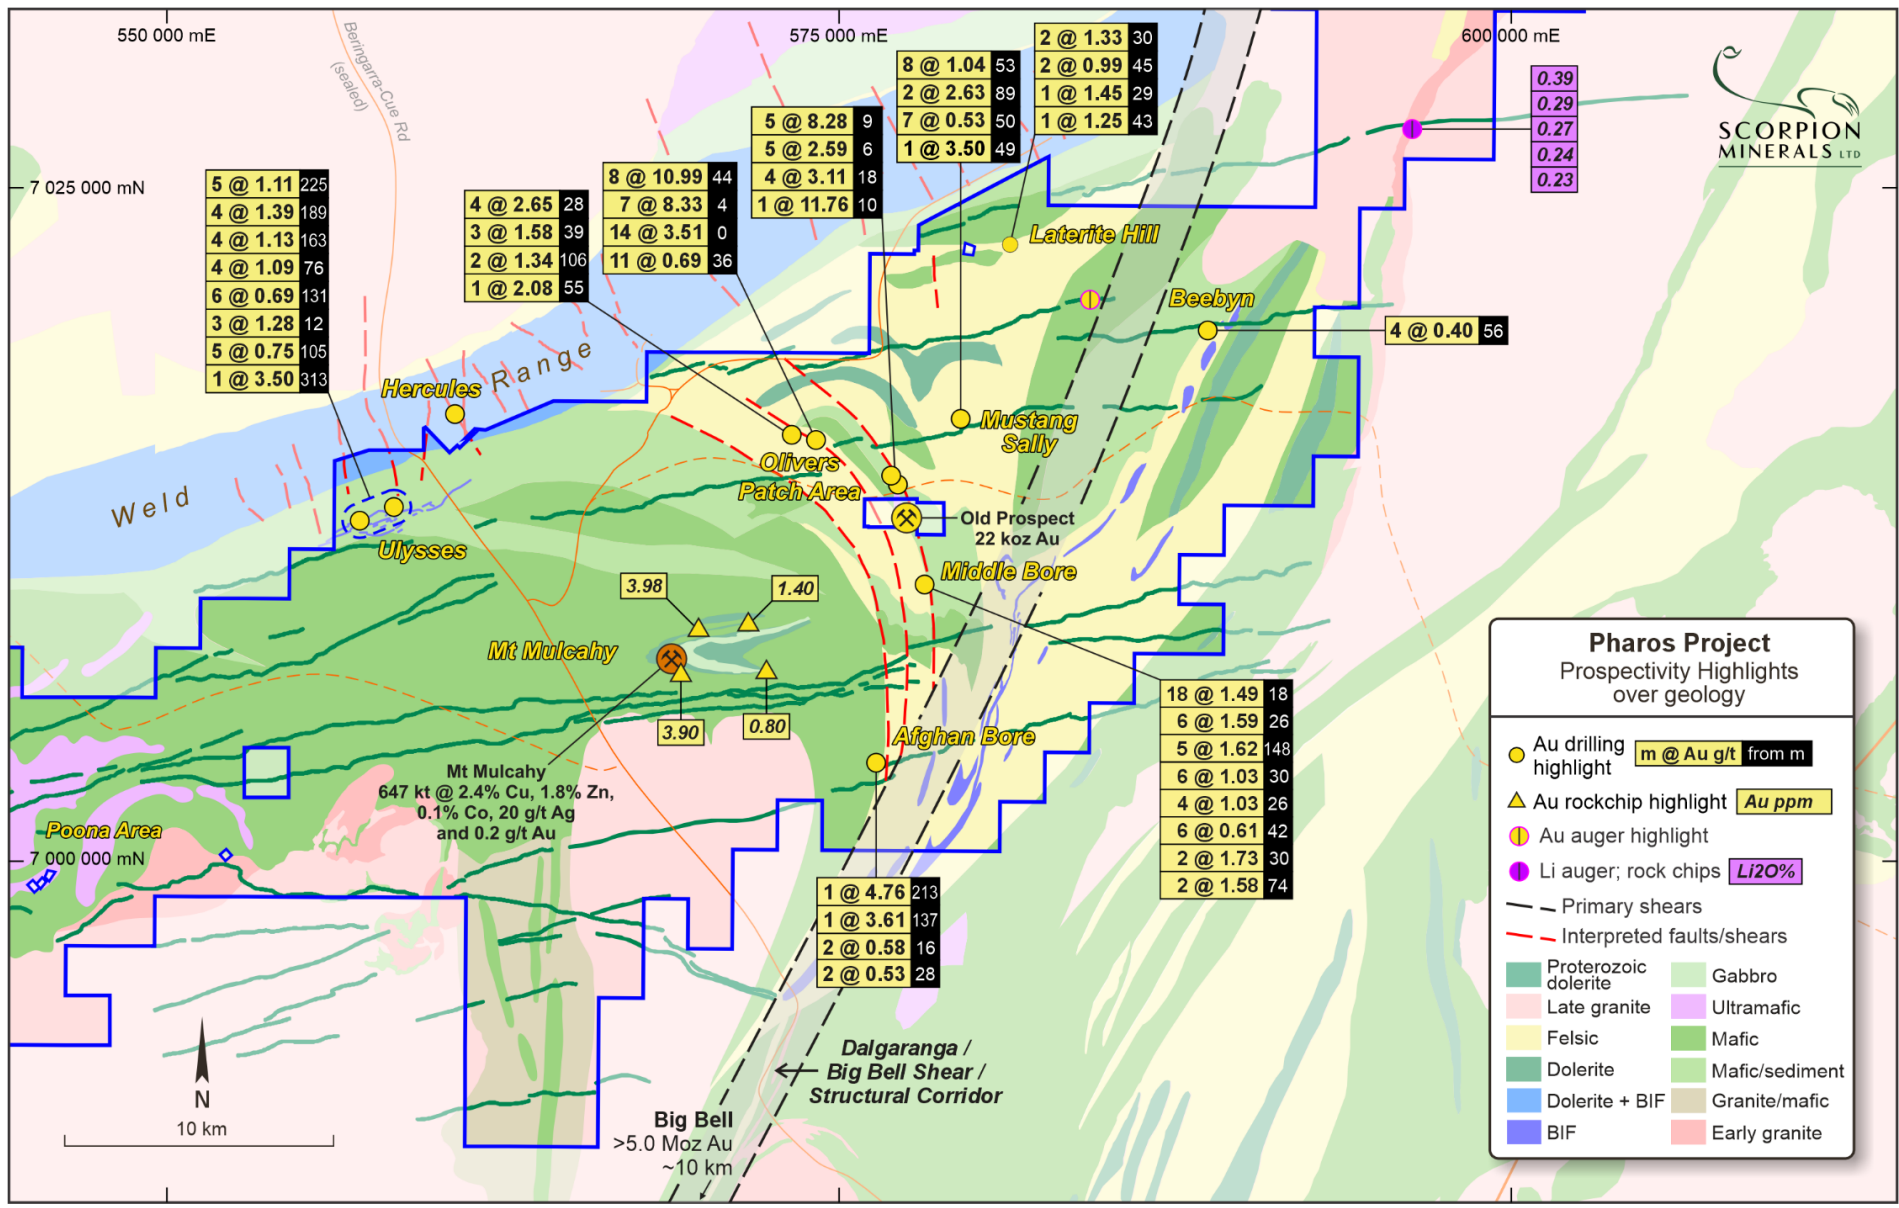 550 000 mE
575 000 mE
600 000 mE
Beringarra-Cue Rd
(sealed)
2 @ 1.33 30
2 @ 0.99 45
1 @ 1.45 29
1 @ 1.25 43
8 @ 1.04 53
2 @ 2.63 89
7 @ 0.53 50
1 @ 3.50 49
0.39
0.29
0.27
0.24
0.23
SCORPION
MINERALS LTD
5 @ 8.28 9
5 @ 2.59 6
4 @ 3.11 18
1 @ 11.76 10
8 @ 10.99 44
7 @ 8.33 4
14 @ 3.51 0
11 @ 0.69 36
4 @ 2.65 28
3 @ 1.58 39
2 @ 1.34 106
1 @ 2.08 55
7 025 000 mN
5 @ 1.11 225
4 @ 1.39 189
4 @ 1.13 163
4 @ 1.09 76
6 @ 0.69 131
3 @ 1.28 12
5 @ 0.75 105
1 @ 3.50 313
Laterite Hill
Beebyn
4 @ 0.40 56
Weld Range
Hercules
Mustang
Sally
Olivers
Patch Area
Old Prospect
22 koz Au
Ulysses
Middle Bore
3.98
1.40
Mt Mulcahy
3.90
0.80
Mt Mulcahy
647 kt @ 2.4% Cu, 1.8% Zn,
0.1% Co, 20 g/t Ag
and 0.2 g/t Au
Afghan Bore
18 @ 1.49 18
6 @ 1.59 26
5 @ 1.62 148
6 @ 1.03 30
4 @ 1.03 26
6 @ 0.61 42
2 @ 1.73 30
2 @ 1.58 74
Poona Area
7 000 000 mN
1 @ 4.76 213
1 @ 3.61 137
2 @ 0.58 16
2 @ 0.53 28
Dalgaranga /
Big Bell Shear /
Structural Corridor
Big Bell
>5.0 Moz Au
~10 km
N
10 km
Pharos Project
Prospectivity Highlights
over geology
Au drilling
highlight
m @ Au g/t from m
Au rockchip highlight Au ppm
Au auger highlight
Li auger; rock chips Li2O%
Primary shears
Interpreted faults/shears
Proterozoic
dolerite
Gabbro
Late granite
Ultramafic
Felsic
Mafic
Dolerite
Mafic/sediment
Dolerite + BIF
Granite/mafic
BIF
Early granite